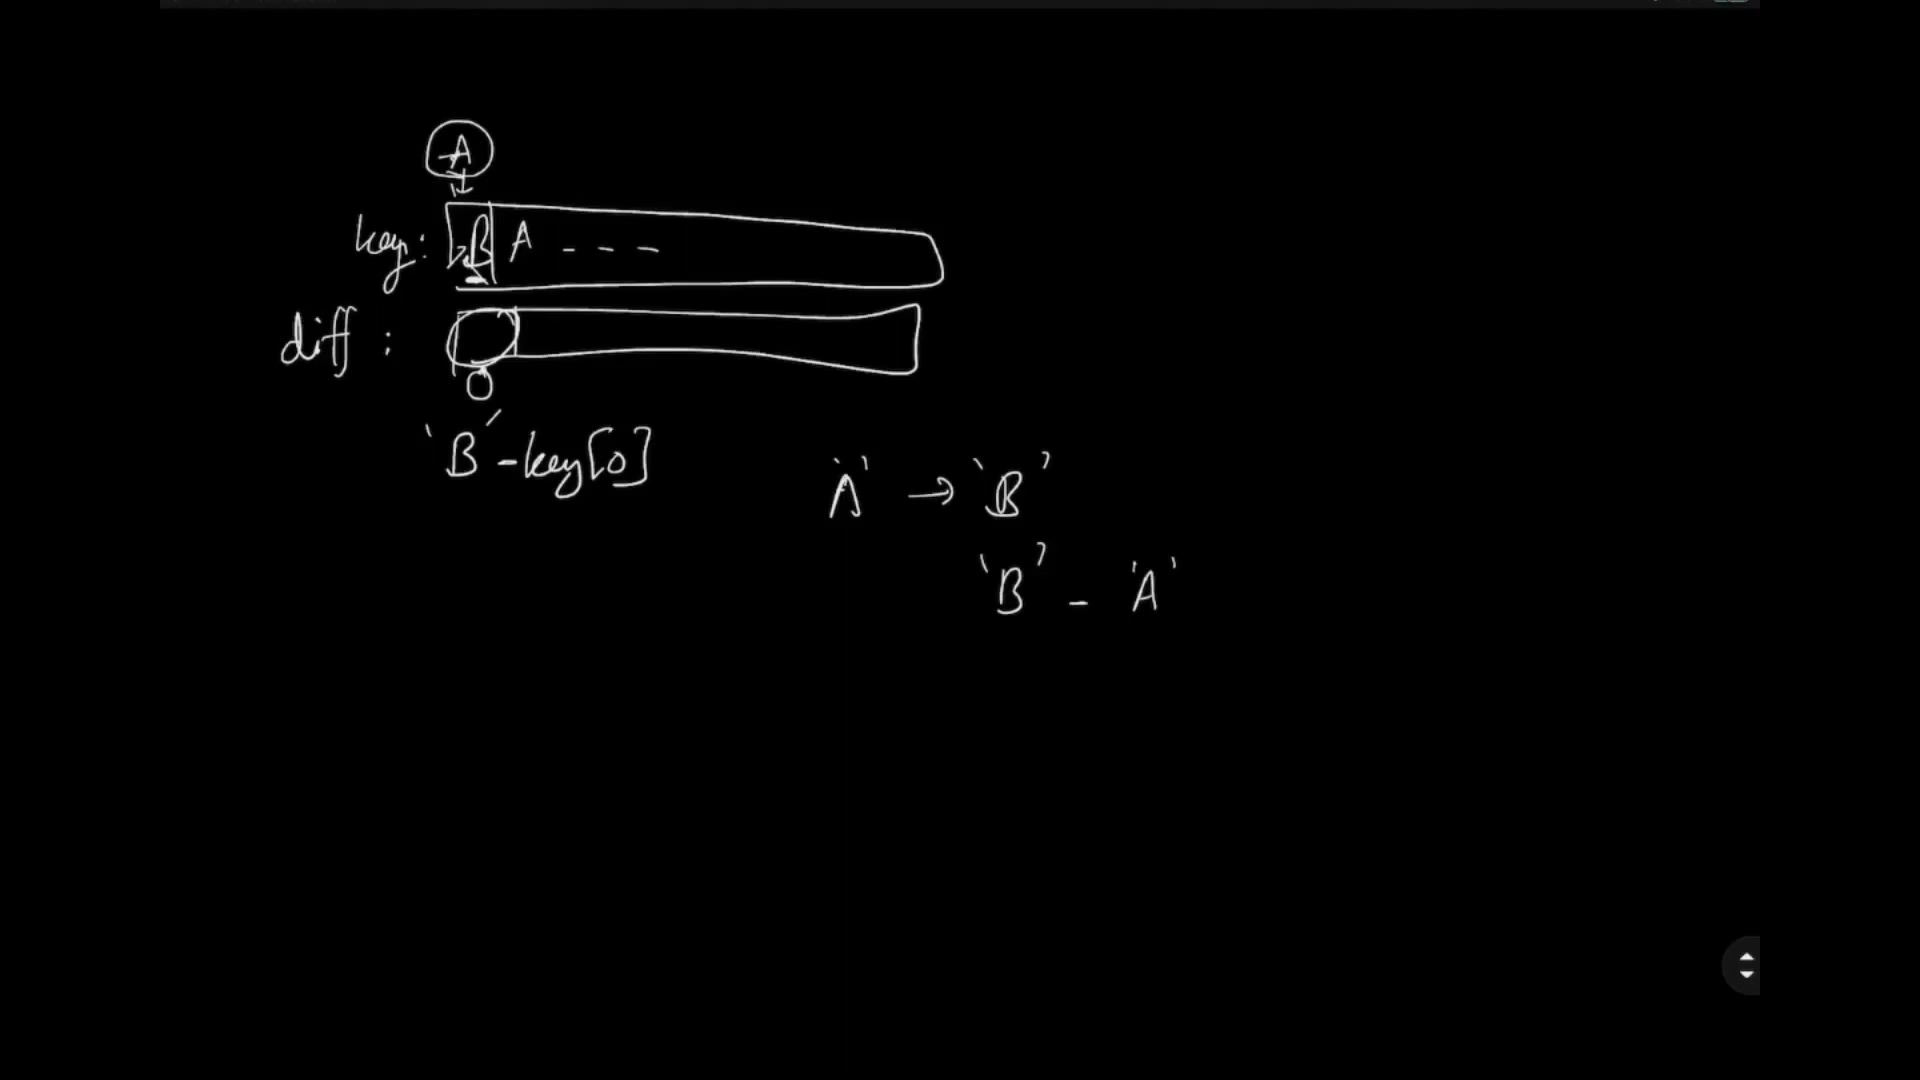 A
key: B A - - -
diff :
0
'B' - key[0]
'A' → 'B'
'B' - 'A'